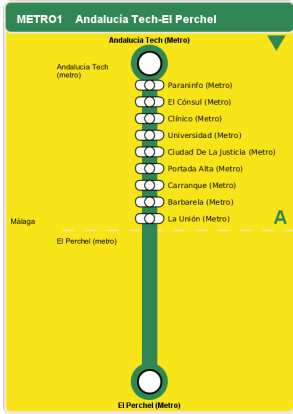 METRO1 Andalucía Tech-El Perchel
Andalucía Tech (Metro)
Andalucía Tech
(metro)
Paraninfo (Metro)
El Cónsul (Metro)
Clínico (Metro)
Universidad (Metro)
Ciudad De La Justicia (Metro)
Portada Alta (Metro)
Carranque (Metro)
Barbarela (Metro)
La Unión (Metro)
Málaga
A
El Perchel (metro)
El Perchel (Metro)